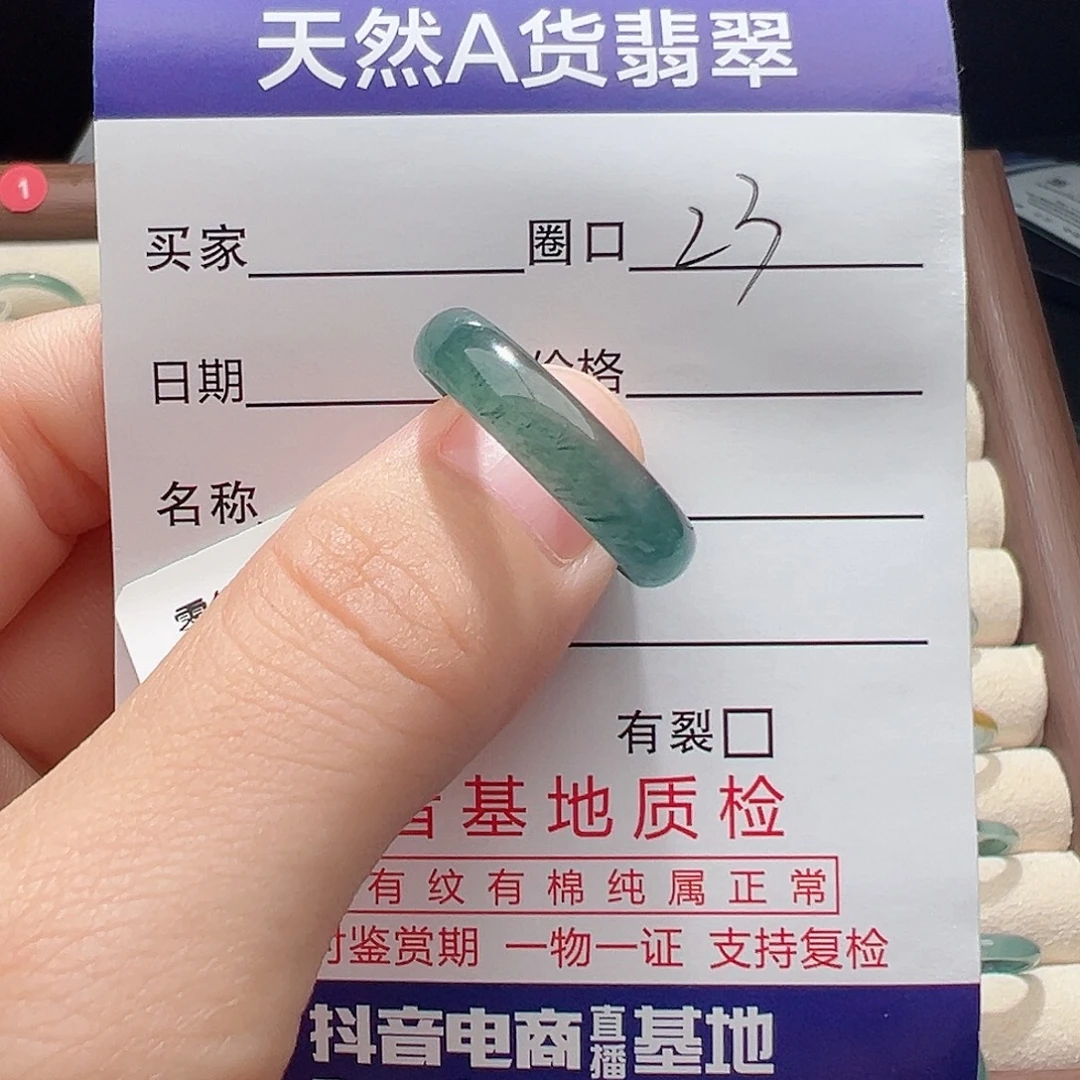 天然A货翡翠
1
买家 圈口 23
日期 价格
名称
有裂
基地质检
有纹有棉纯属正常
鉴赏期 一物一证 支持复检
抖音电商直播基地